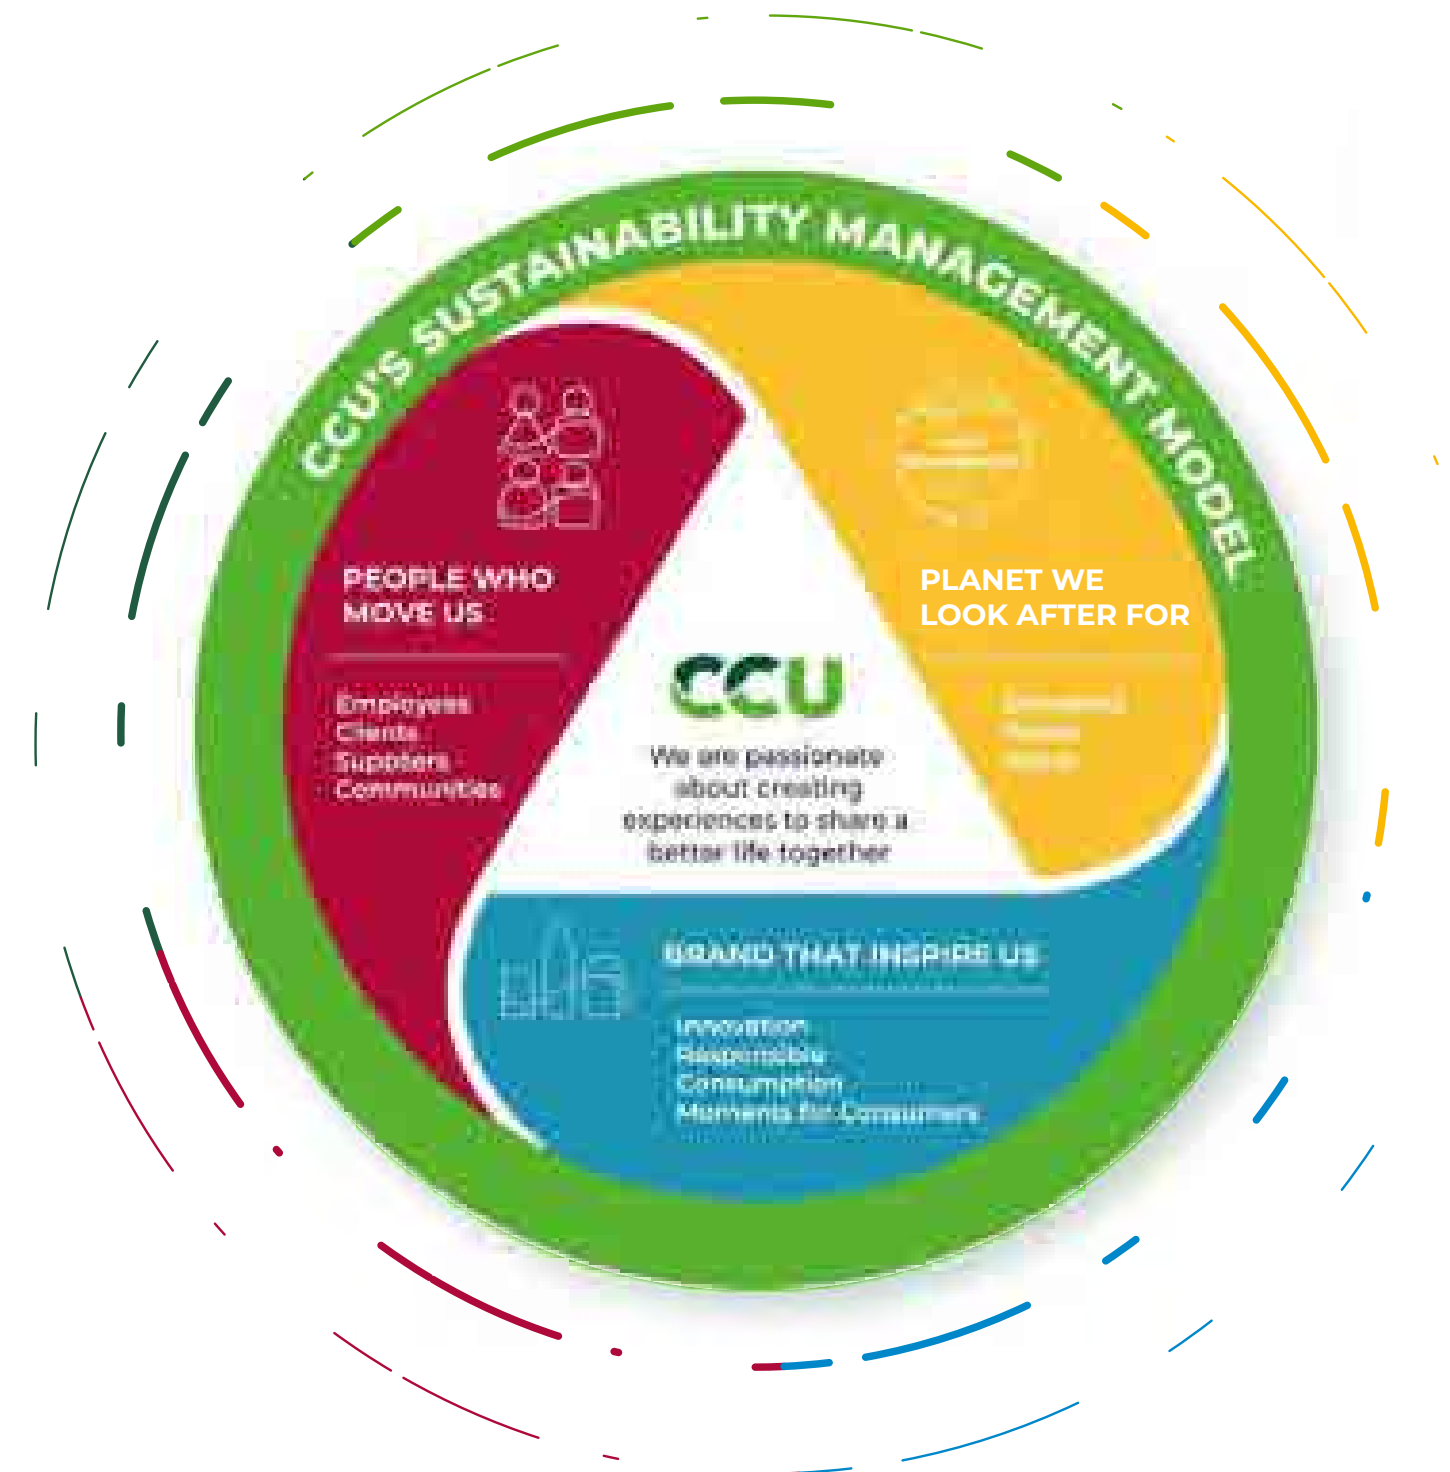 CCU'S SUSTAINABILITY MANAGEMENT MODEL
PEOPLE WHO
MOVE US
Employees
Clients
Suppliers
Communities
PLANET WE
LOOK AFTER FOR
CCU
We are passionate
about creating
experiences to share a
better life together
BRAND THAT INSPIRE US
Innovation
Responsible
Consumption
Moments for Consumers